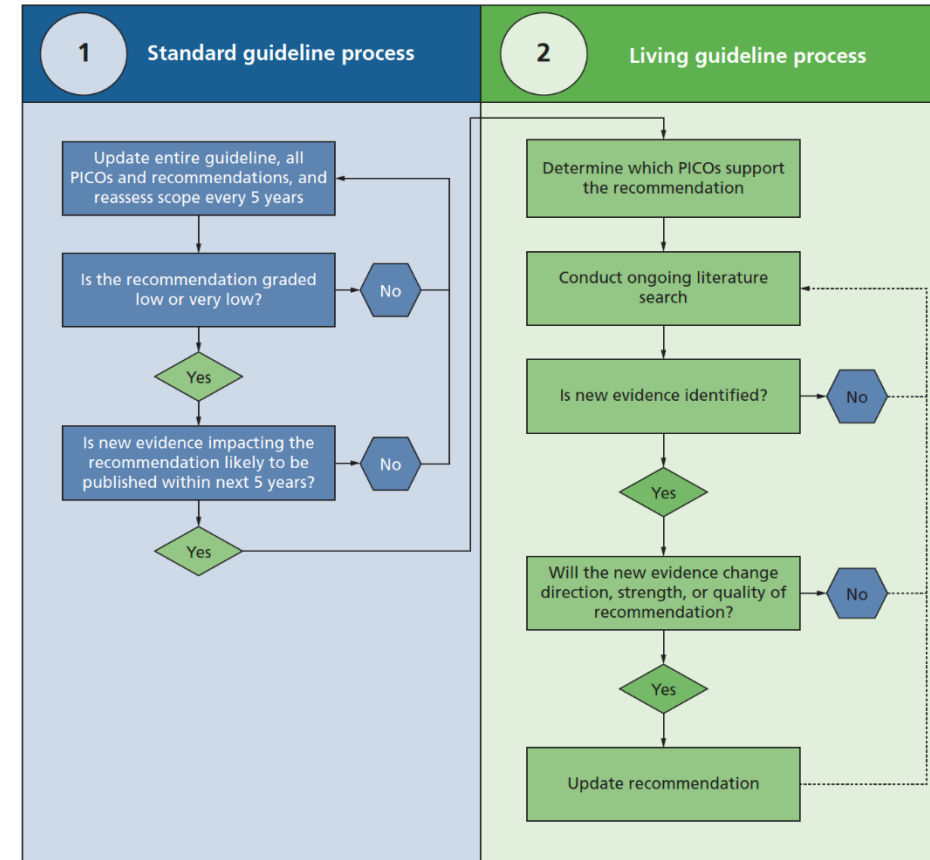 1
Standard guideline process
Update entire guideline, all
PICOs and recommendations, and
reassess scope every 5 years
Is the recommendation graded
low or very low?
No
Yes
Is new evidence impacting the
recommendation likely to be
published within next 5 years?
No
Yes
2
Living guideline process
Determine which PICOs support
the recommendation
Conduct ongoing literature
search
Is new evidence identified?
No
Yes
Will the new evidence change
direction, strength, or quality of
recommendation?
No
Yes
Update recommendation